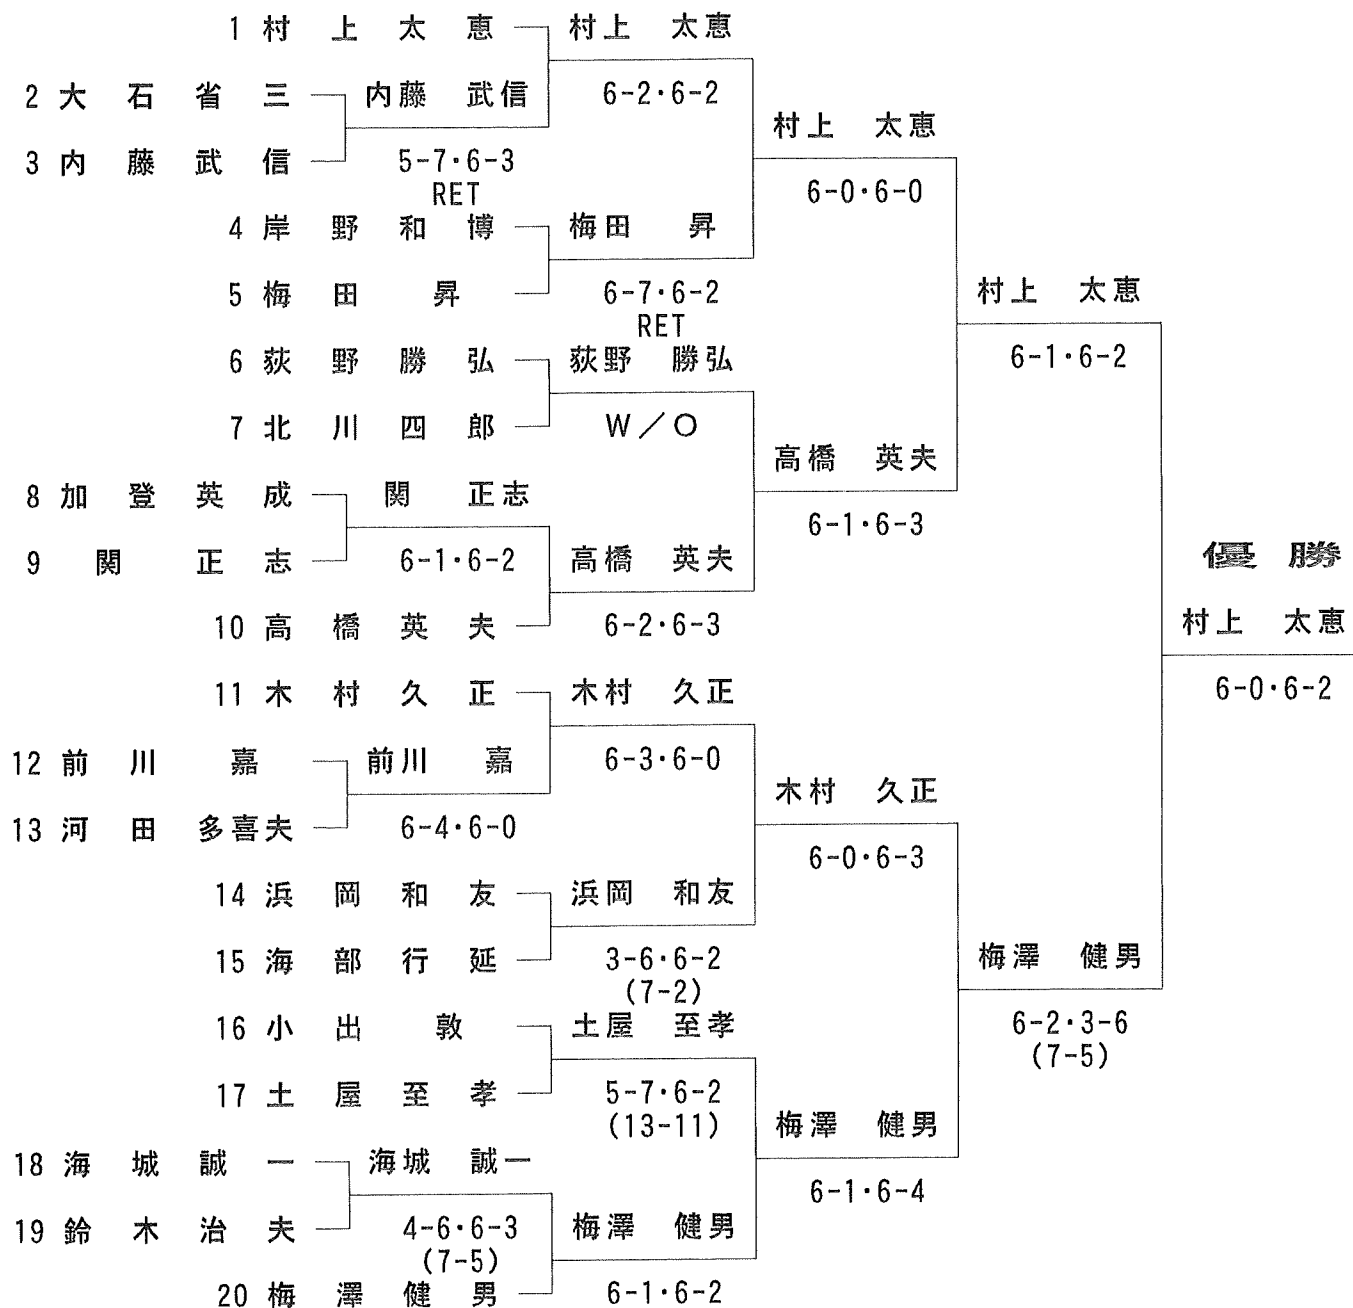 1 村上太恵 村上 太恵
2 大石省三 内藤 武信 6-2・6-2
村上 太恵
3 内藤武信 5-7・6-3
RET
6-0・6-0
4 岸野和博 梅田 昇
5 梅田昇 6-7・6-2
RET
村上 太恵
6 荻野勝弘 荻野 勝弘 6-1・6-2
7 北川四郎 W/O
高橋 英夫
8 加登英成 関 正志
6-1・6-3
9 関正志 6-1・6-2 高橋 英夫 優勝
10 高橋英夫 6-2・6-3 村上 太恵
11 木村久正 木村 久正 6-0・6-2
12 前川嘉 前川 嘉 6-3・6-0
木村 久正
13 河田多喜夫 6-4・6-0
6-0・6-3
14 浜岡和友 浜岡 和友
15 海部行延 3-6・6-2 梅澤 健男
(7-2)
16 小出敦 土屋 至孝 6-2・3-6
(7-5)
17 土屋至孝 5-7・6-2
(13-11) 梅澤 健男
18 海城誠一 海城 誠一
6-1・6-4
19 鈴木治夫 4-6・6-3 梅澤 健男
(7-5)
20 梅澤健男 6-1・6-2